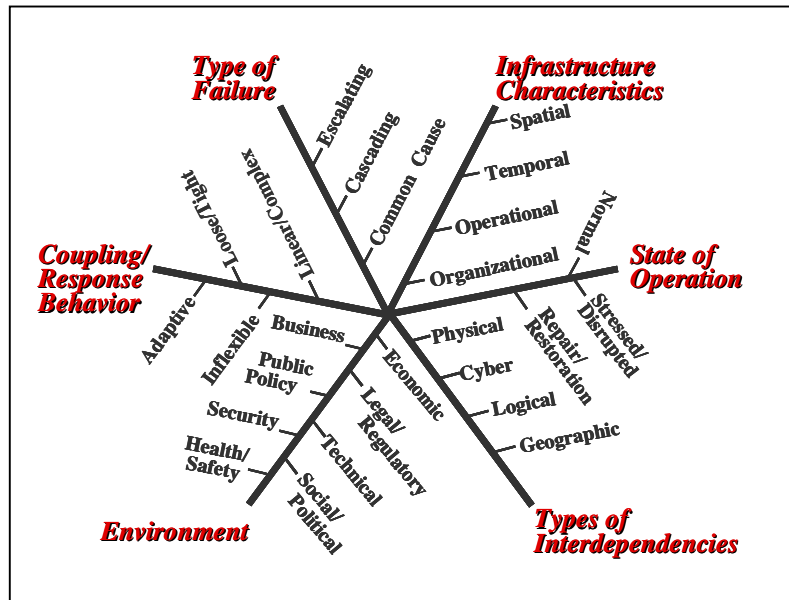 Type of
Failure
Escalating
Cascading
Common Cause
Infrastructure
Characteristics
Spatial
Temporal
Operational
Organizational
State of
Operation
Normal
Stressed/
Disrupted
Repair/
Restoration
Types of
Interdependencies
Physical
Cyber
Logical
Geographic
Environment
Economic
Legal/
Regulatory
Technical
Social/
Political
Business
Public
Policy
Security
Health/
Safety
Coupling/
Response
Behavior
Adaptive
Inflexible
Loose/Tight
Linear/Complex